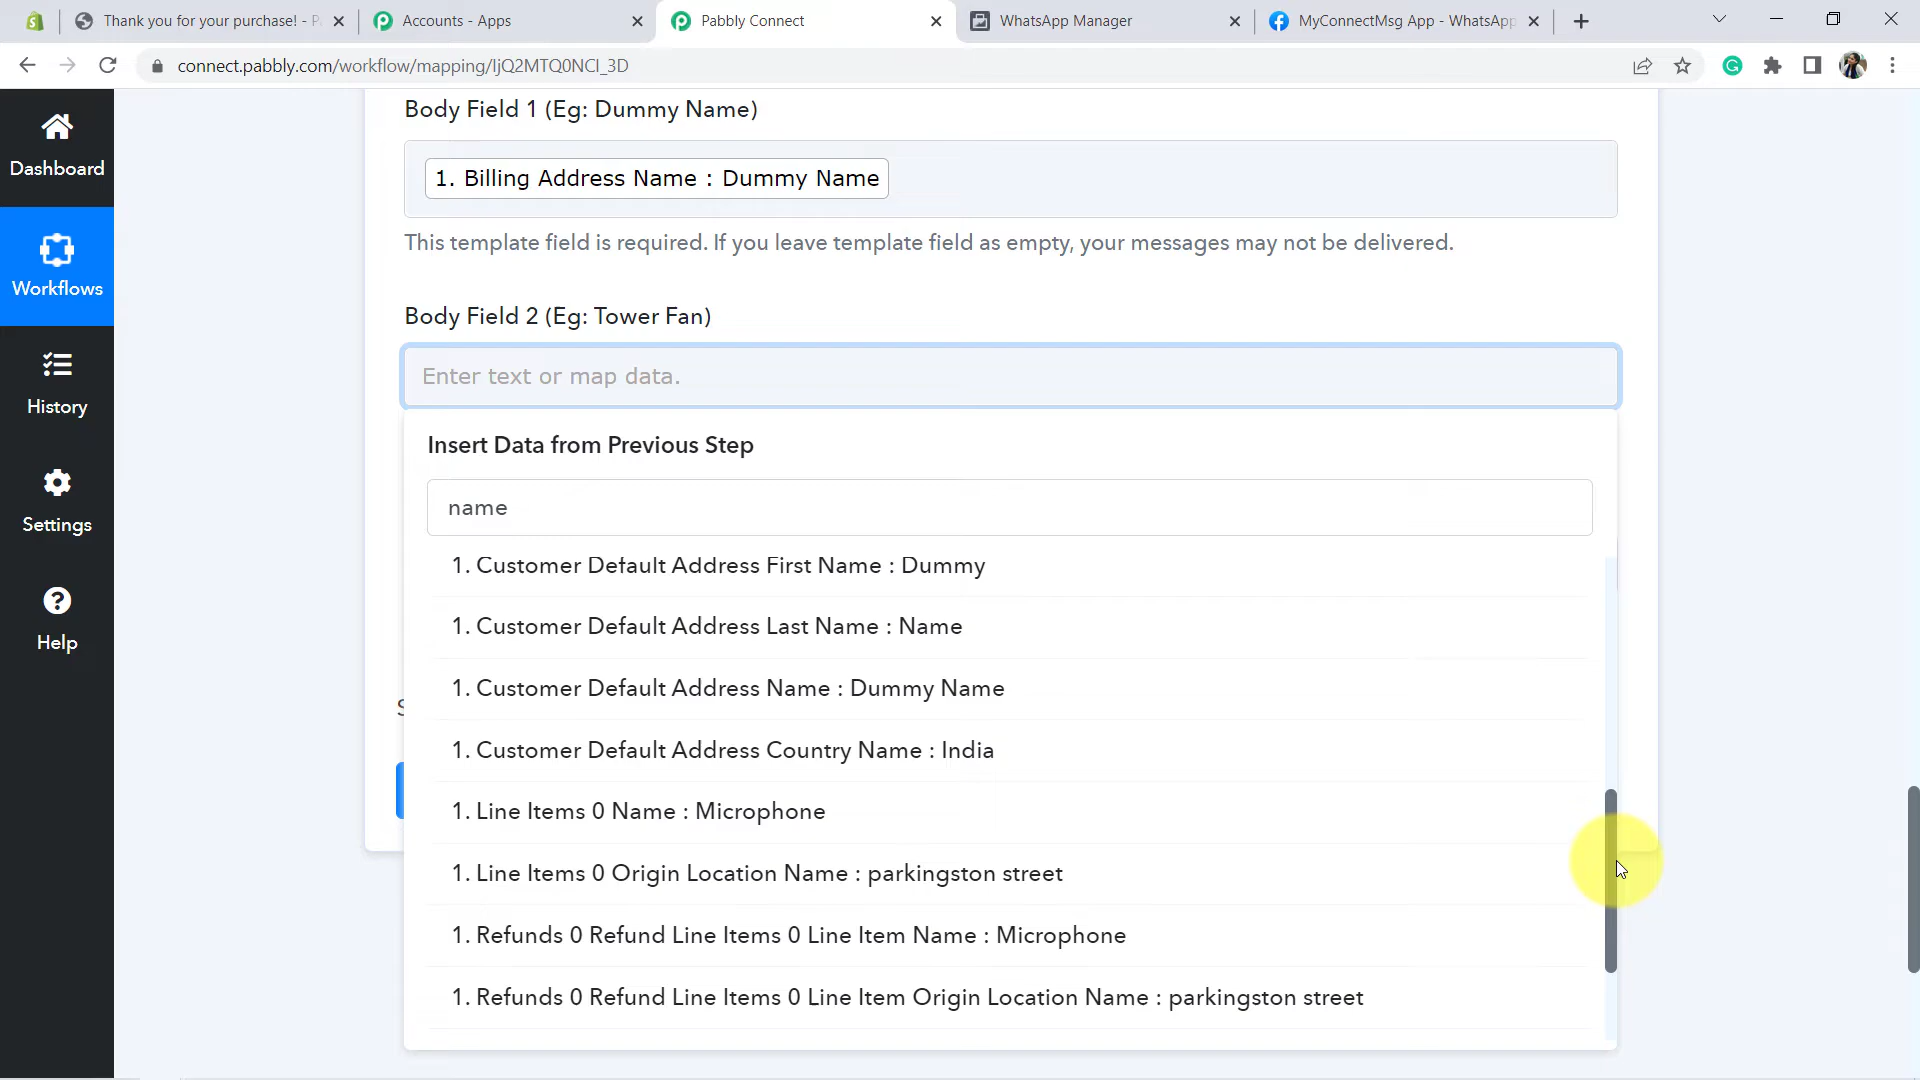 Thank you for your purchase! - P
Accounts - Apps
Pabbly Connect
WhatsApp Manager
MyConnectMsg App - WhatsApp
connect.pabbly.com/workflow/mapping/IjQ2MTQ0NCI_3D
Dashboard
Workflows
History
Settings
Help
Body Field 1 (Eg: Dummy Name)
1. Billing Address Name : Dummy Name
This template field is required. If you leave template field as empty, your messages may not be delivered.
Body Field 2 (Eg: Tower Fan)
Enter text or map data.
Insert Data from Previous Step
name
1. Customer Default Address First Name : Dummy
1. Customer Default Address Last Name : Name
1. Customer Default Address Name : Dummy Name
1. Customer Default Address Country Name : India
1. Line Items 0 Name : Microphone
1. Line Items 0 Origin Location Name : parkingston street
1. Refunds 0 Refund Line Items 0 Line Item Name : Microphone
1. Refunds 0 Refund Line Items 0 Line Item Origin Location Name : parkingston street